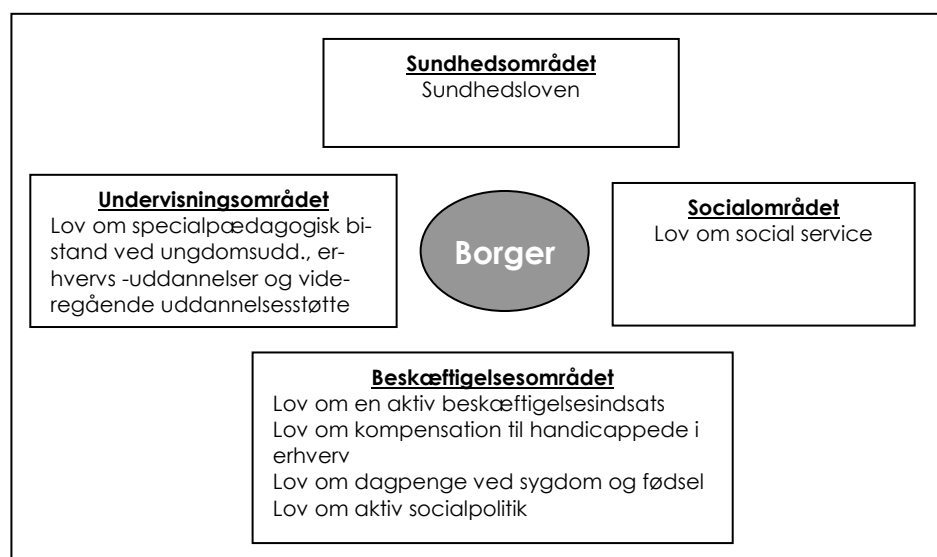 Sundhedsområdet
Sundhedsloven
Undervisningsområdet
Lov om specialpædagogisk bi-
stand ved ungdomsudd., er-
hvervs -uddannelser og vide-
regående uddannelsesstøtte
Borger
Socialområdet
Lov om social service
Beskæftigelsesområdet
Lov om en aktiv beskæftigelsesindsats
Lov om kompensation til handicappede i
erhverv
Lov om dagpenge ved sygdom og fødsel
Lov om aktiv socialpolitik